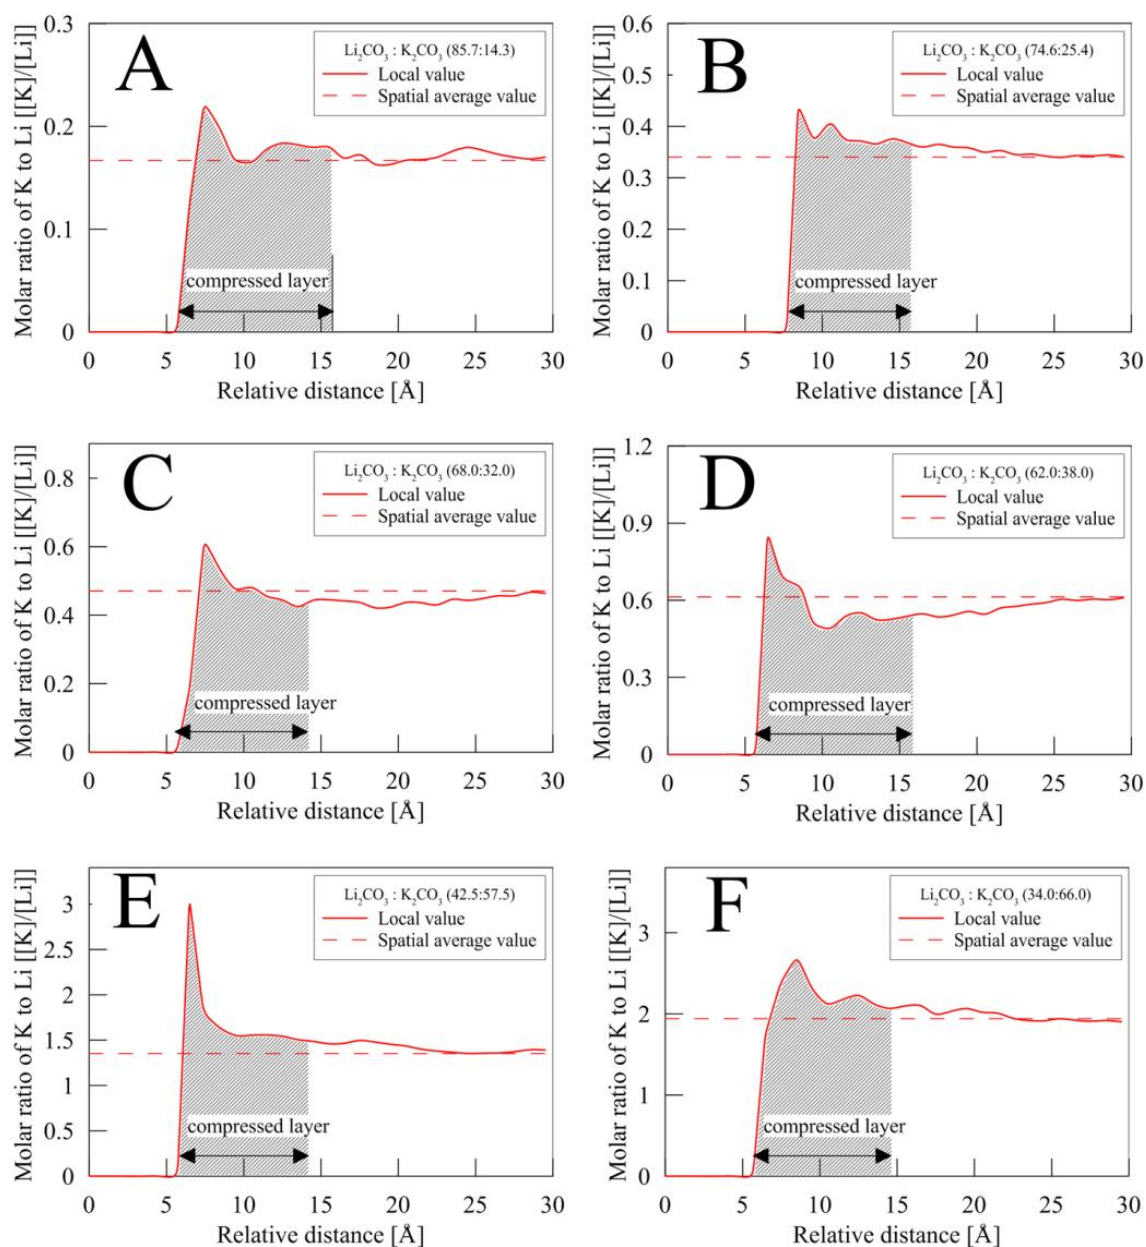 A
Li₂CO₃ : K₂CO₃ (85.7:14.3)
Local value
Spatial average value
compressed layer
Molar ratio of K to Li [[K]/[Li]]
0.3
0.2
0.1
0
0 5 10 15 20 25 30
Relative distance [Å]
B
Li₂CO₃ : K₂CO₃ (74.6:25.4)
Local value
Spatial average value
compressed layer
Molar ratio of K to Li [[K]/[Li]]
0.6
0.5
0.4
0.3
0.2
0.1
0
0 5 10 15 20 25 30
Relative distance [Å]
C
Li₂CO₃ : K₂CO₃ (68.0:32.0)
Local value
Spatial average value
compressed layer
Molar ratio of K to Li [[K]/[Li]]
0.8
0.6
0.4
0.2
0
0 5 10 15 20 25 30
Relative distance [Å]
D
Li₂CO₃ : K₂CO₃ (62.0:38.0)
Local value
Spatial average value
compressed layer
Molar ratio of K to Li [[K]/[Li]]
1.2
0.9
0.6
0.3
0
0 5 10 15 20 25 30
Relative distance [Å]
E
Li₂CO₃ : K₂CO₃ (42.5:57.5)
Local value
Spatial average value
compressed layer
Molar ratio of K to Li [[K]/[Li]]
3
2.5
2
1.5
1
0.5
0
0 5 10 15 20 25 30
Relative distance [Å]
F
Li₂CO₃ : K₂CO₃ (34.0:66.0)
Local value
Spatial average value
compressed layer
Molar ratio of K to Li [[K]/[Li]]
3
2
1
0
0 5 10 15 20 25 30
Relative distance [Å]